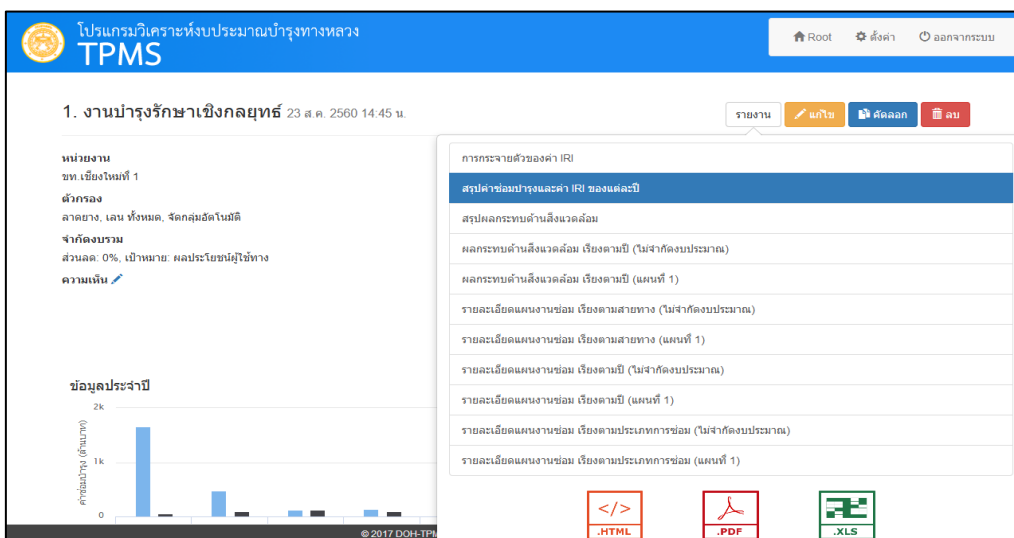 โปรแกรมวิเคราะห์งบประมาณบำรุงทางหลวง
TPMS
Root ตั้งค่า ออกจากระบบ
1. งานบำรุงรักษาเชิงกลยุทธ์ 23 ส.ค. 2560 14:45 น.
รายงาน แก้ไข คัดลอก ลบ
หน่วยงาน
ขท.เชียงใหม่ที่ 1
ตัวกรอง
ลาดยาง, เลน ทั้งหมด, จัดกลุ่มอัตโนมัติ
จำกัดงบรวม
ส่วนลด: 0%, เป้าหมาย: ผลประโยชน์ผู้ใช้ทาง
ความเห็น
การกระจายตัวของค่า IRI
สรุปค่าซ่อมบำรุงและค่า IRI ของแต่ละปี
สรุปผลกระทบด้านสิ่งแวดล้อม
ผลกระทบด้านสิ่งแวดล้อม เรียงตามปี (ไม่จำกัดงบประมาณ)
ผลกระทบด้านสิ่งแวดล้อม เรียงตามปี (แผนที่ 1)
รายละเอียดแผนงานซ่อม เรียงตามสายทาง (ไม่จำกัดงบประมาณ)
รายละเอียดแผนงานซ่อม เรียงตามสายทาง (แผนที่ 1)
รายละเอียดแผนงานซ่อม เรียงตามปี (ไม่จำกัดงบประมาณ)
รายละเอียดแผนงานซ่อม เรียงตามปี (แผนที่ 1)
รายละเอียดแผนงานซ่อม เรียงตามประเภทการซ่อม (ไม่จำกัดงบประมาณ)
รายละเอียดแผนงานซ่อม เรียงตามประเภทการซ่อม (แผนที่ 1)
ข้อมูลประจำปี
ค่าซ่อมบำรุง (ล้านบาท)
2k
1k
0
</>
.HTML .PDF .XLS
© 2017 DOH-TPM